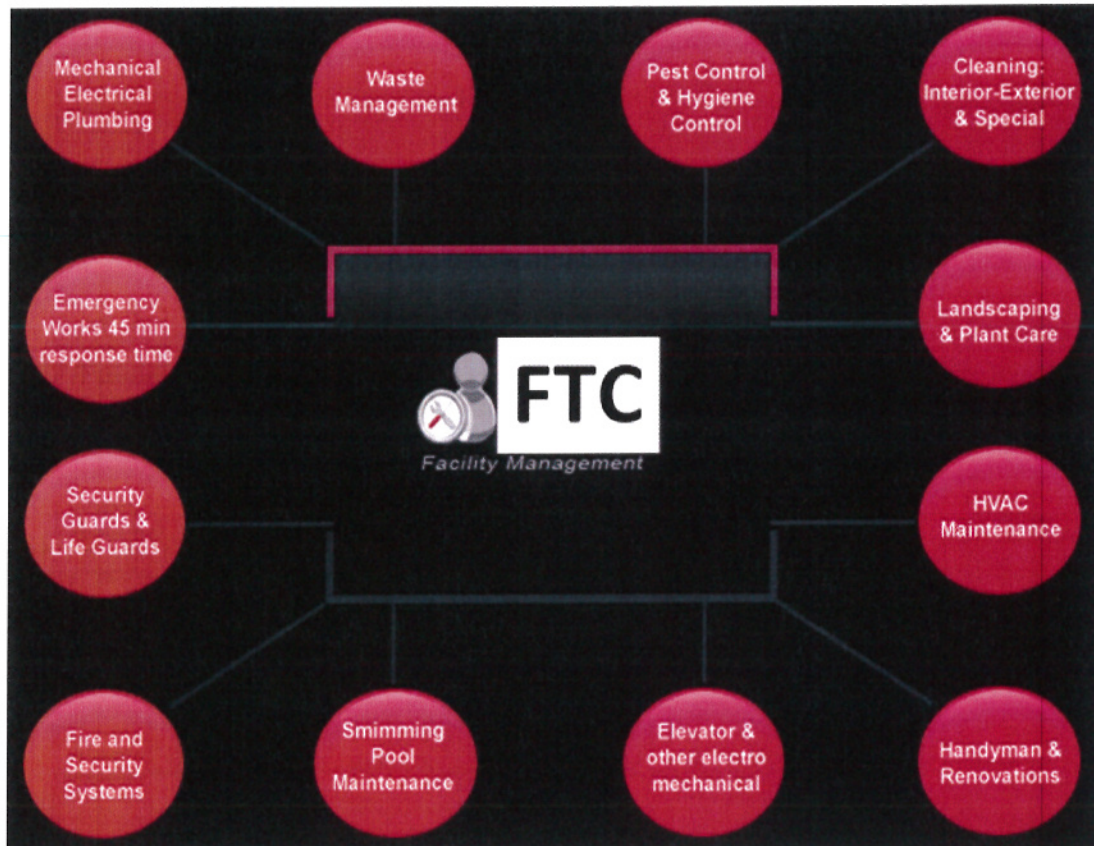 Mechanical
Electrical
Plumbing
Waste
Management
Pest Control
& Hygiene
Control
Cleaning:
Interior-Exterior
& Special
Emergency
Works 45 min
response time
Landscaping
& Plant Care
FTC
Facility Management
Security
Guards &
Life Guards
HVAC
Maintenance
Fire and
Security
Systems
Smimming
Pool
Maintenance
Elevator &
other electro
mechanical
Handyman &
Renovations